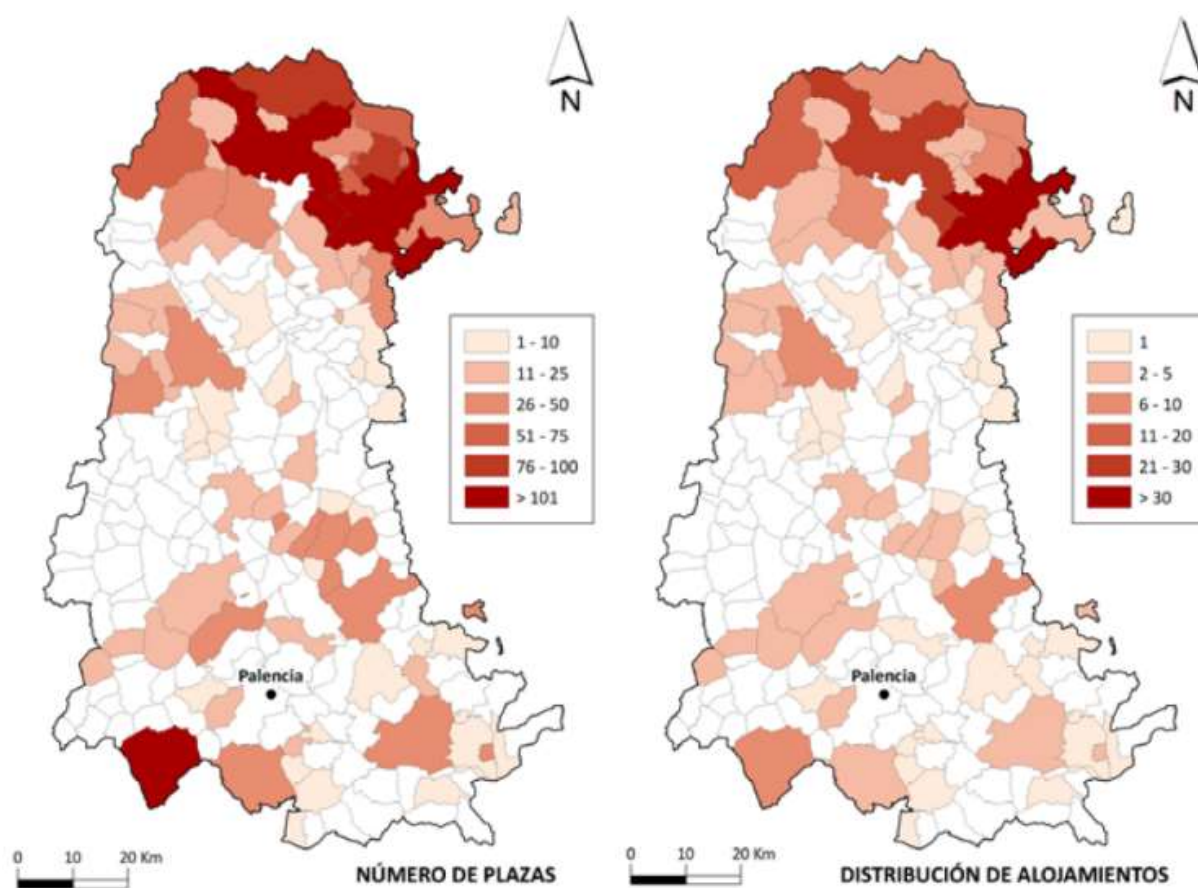 N
1 - 10
11 - 25
26 - 50
51 - 75
76 - 100
> 101
Palencia
0 10 20 Km
NÚMERO DE PLAZAS
N
1
2 - 5
6 - 10
11 - 20
21 - 30
> 30
Palencia
0 10 20 Km
DISTRIBUCIÓN DE ALOJAMIENTOS